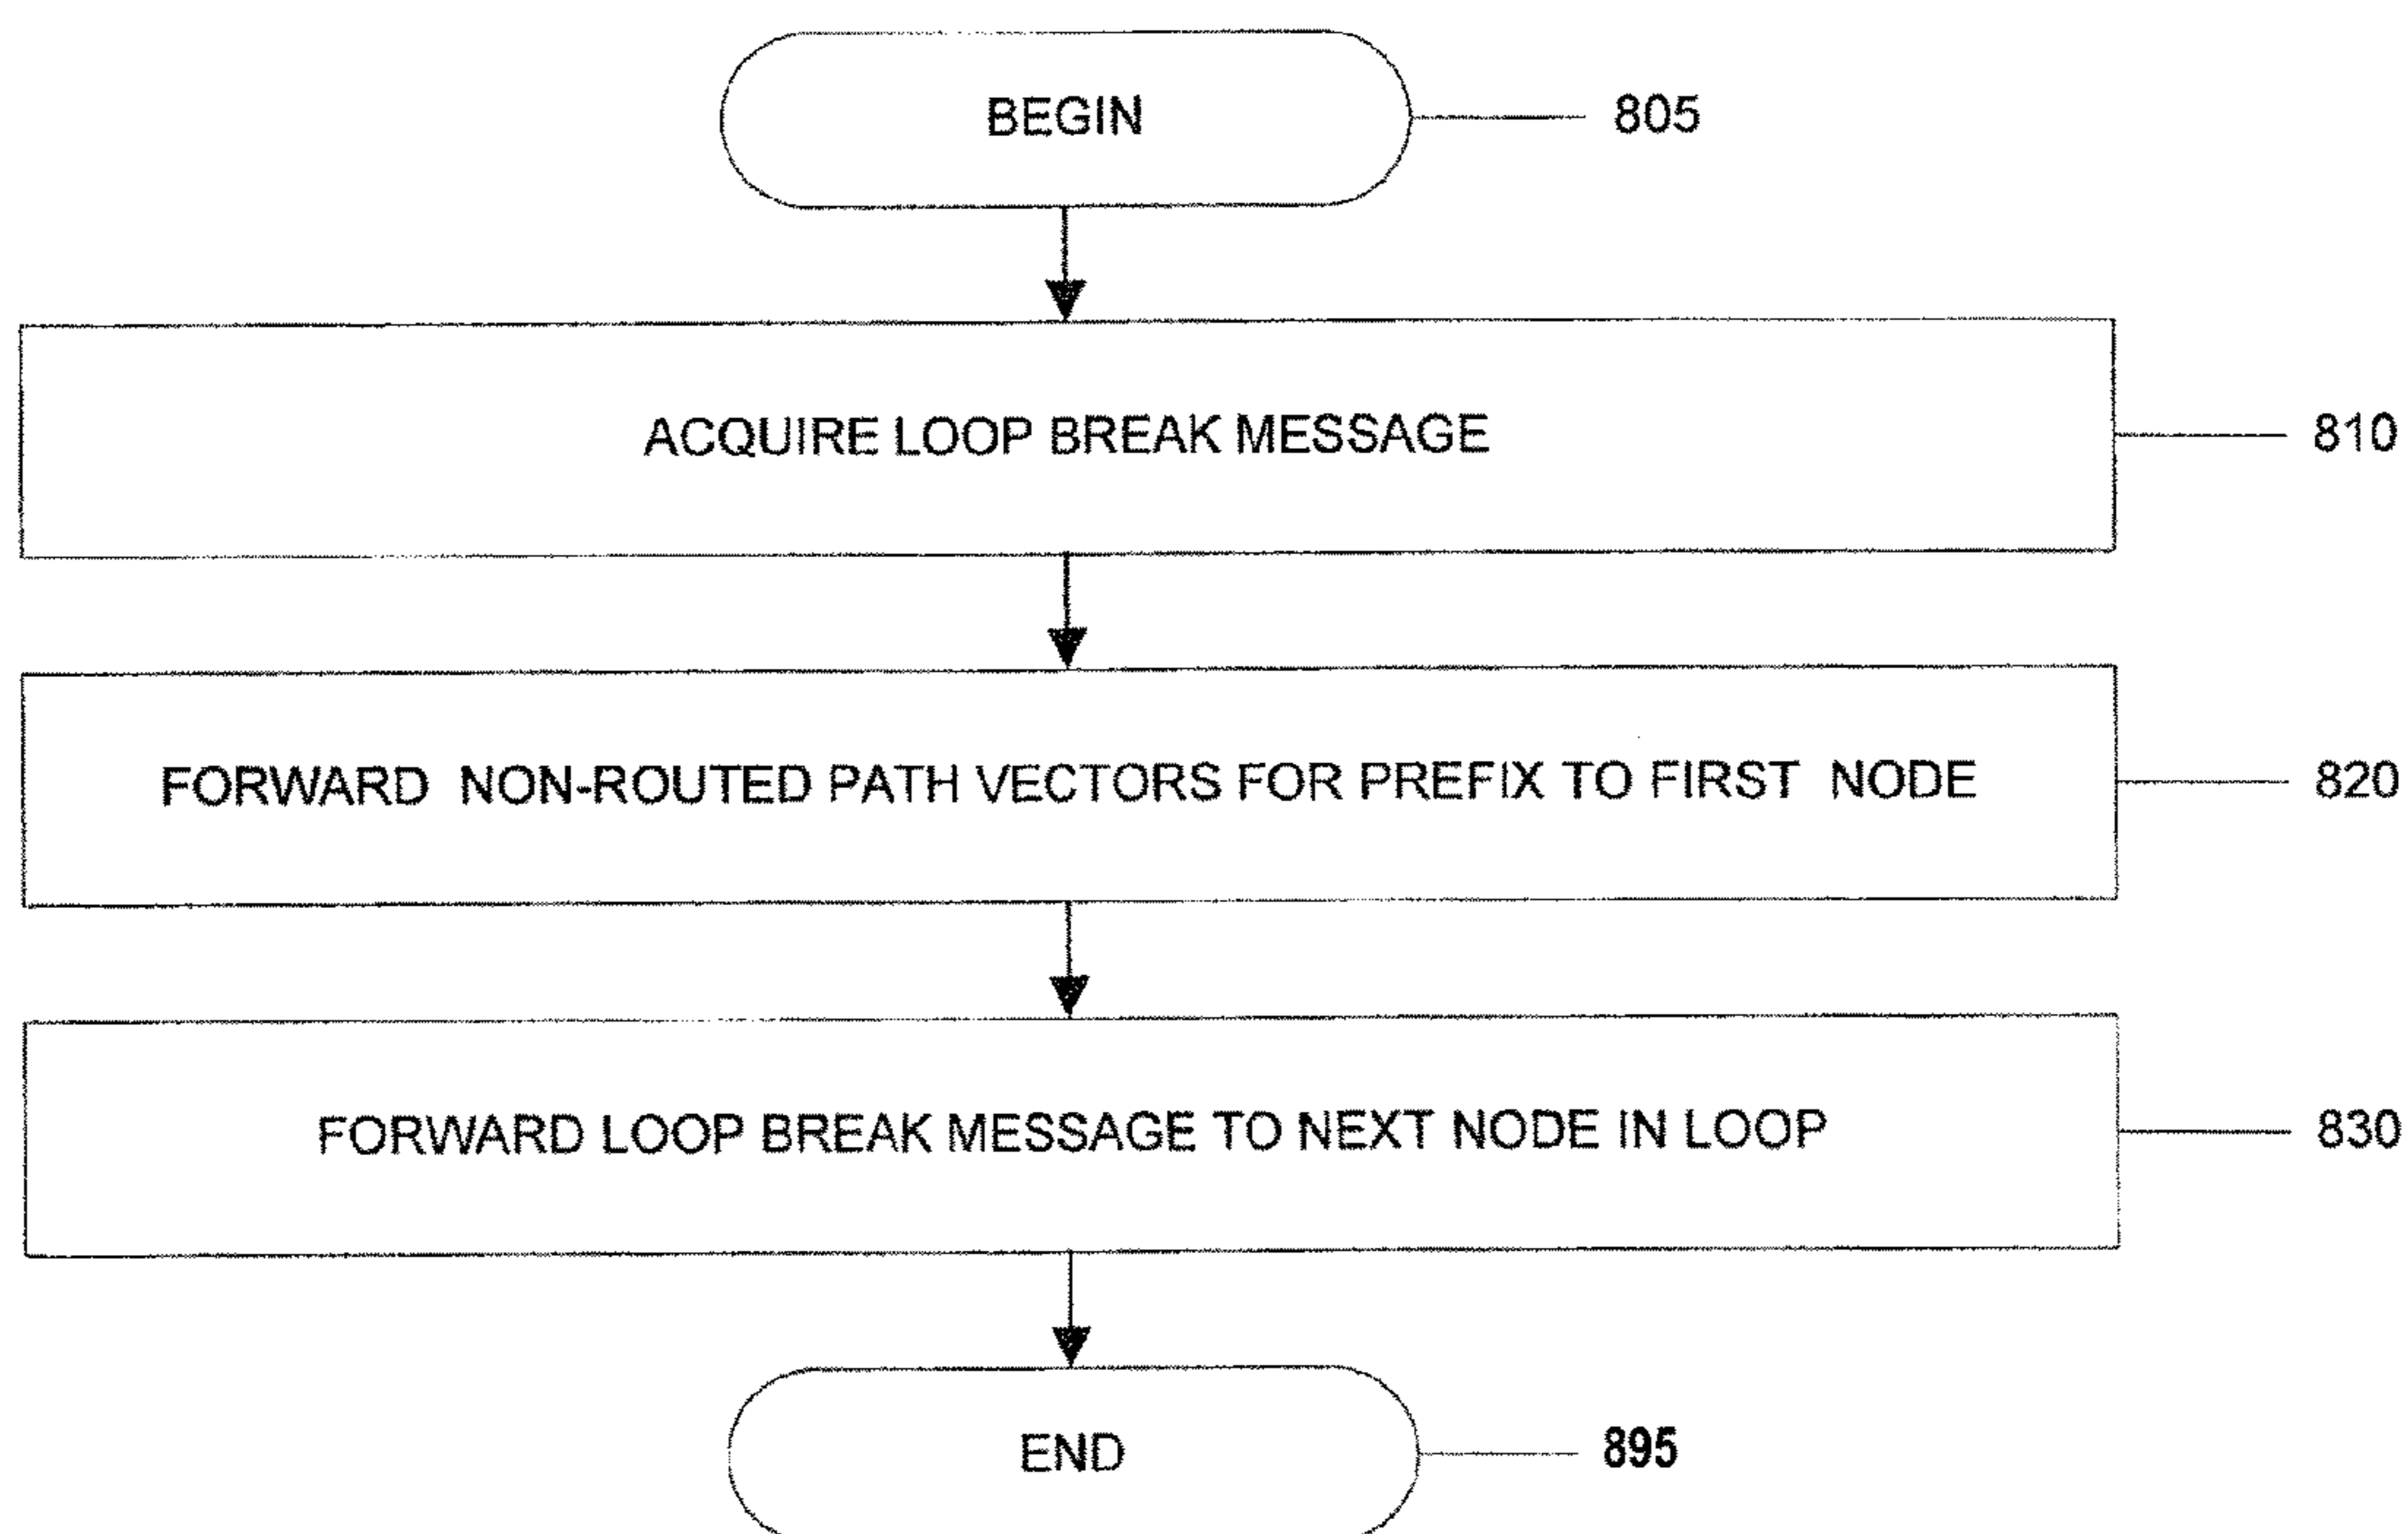 BEGIN
805
ACQUIRE LOOP BREAK MESSAGE
810
FORWARD NON-ROUTED PATH VECTORS FOR PREFIX TO FIRST NODE
820
FORWARD LOOP BREAK MESSAGE TO NEXT NODE IN LOOP
830
END
895